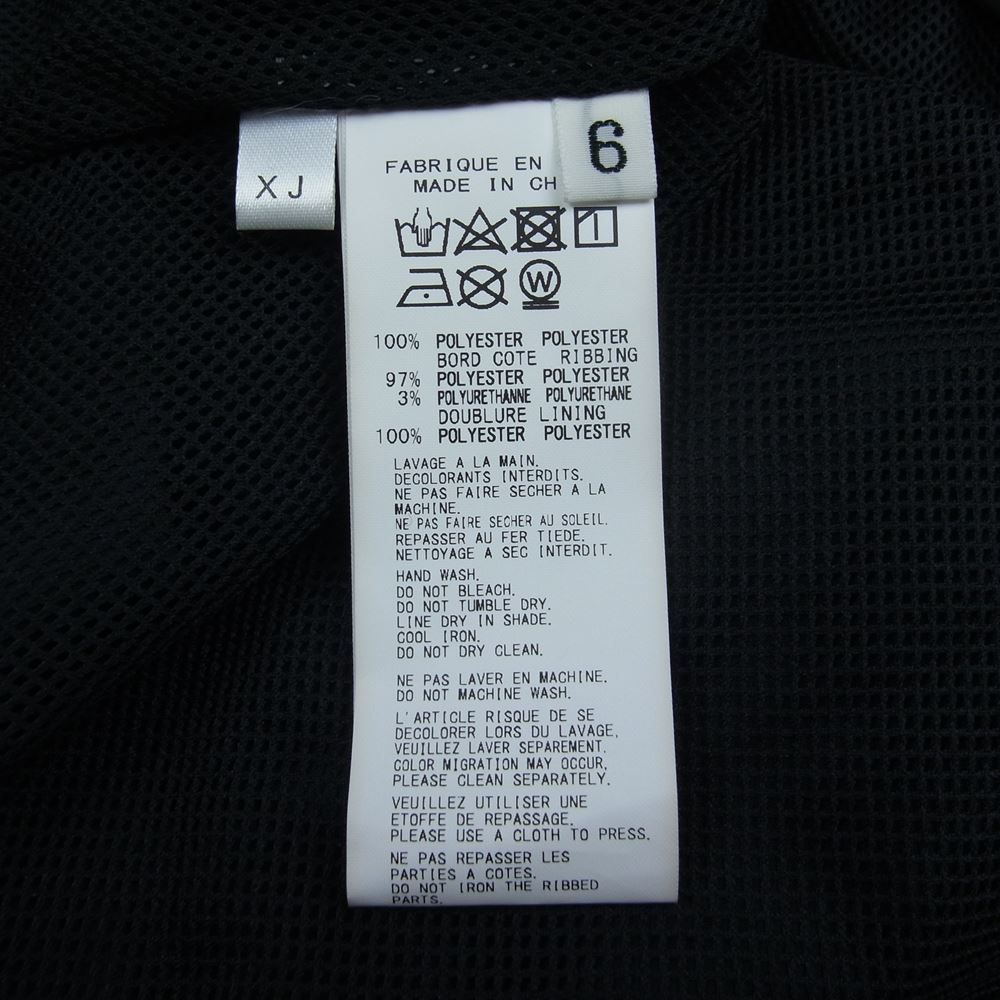 XJ
6
FABRIQUE EN
MADE IN CH
W
100% POLYESTER POLYESTER
BORD COTE RIBBING
97% POLYESTER POLYESTER
3% POLYURETHANNE POLYURETHANE
DOUBLURE LINING
100% POLYESTER POLYESTER
LAVAGE A LA MAIN.
DECOLORANTS INTERDITS.
NE PAS FAIRE SECHER A LA
MACHINE.
NE PAS FAIRE SECHER AU SOLEIL.
REPASSER AU FER TIEDE.
NETTOYAGE A SEC INTERDIT.
HAND WASH.
DO NOT BLEACH.
DO NOT TUMBLE DRY.
LINE DRY IN SHADE.
COOL IRON.
DO NOT DRY CLEAN.
NE PAS LAVER EN MACHINE.
DO NOT MACHINE WASH.
L'ARTICLE RISQUE DE SE
DECOLORER LORS DU LAVAGE,
VEUILLEZ LAVER SEPAREMENT.
COLOR MIGRATION MAY OCCUR,
PLEASE CLEAN SEPARATELY.
VEUILLEZ UTILISER UNE
ETOFFE DE REPASSAGE.
PLEASE USE A CLOTH TO PRESS.
NE PAS REPASSER LES
PARTIES A COTES.
DO NOT IRON THE RIBBED
PARTS.